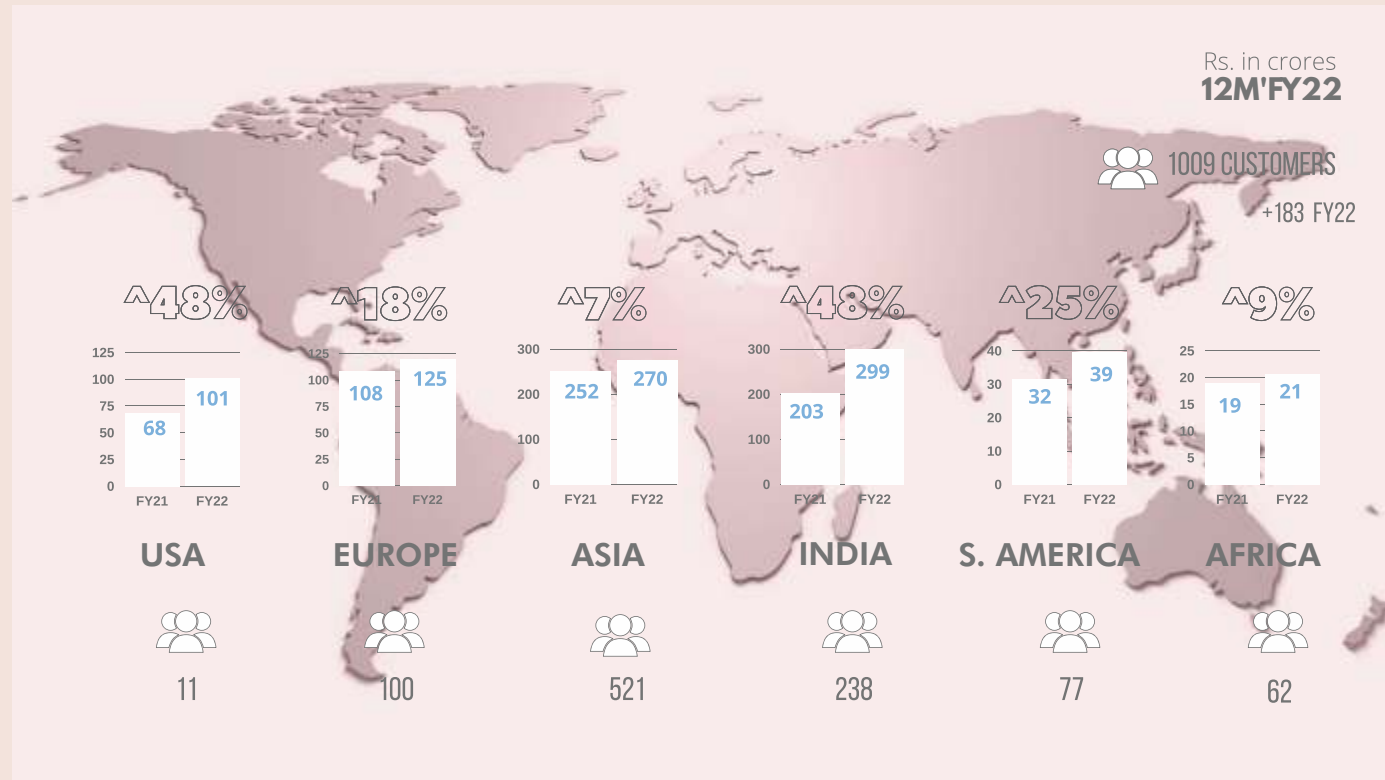 Rs. in crores
12M'FY22
1009 CUSTOMERS
+183 FY22
^48%
125
100
75
50
25
0
68
101
FY21
FY22
USA
11
^18%
125
100
75
50
25
0
108
125
FY21
FY22
EUROPE
100
^7%
300
200
100
0
252
270
FY21
FY22
ASIA
521
^48%
300
200
100
0
203
299
FY21
FY22
INDIA
238
^25%
40
30
20
10
0
32
39
FY21
FY22
S. AMERICA
77
^9%
25
20
15
10
5
0
19
21
FY21
FY22
AFRICA
62